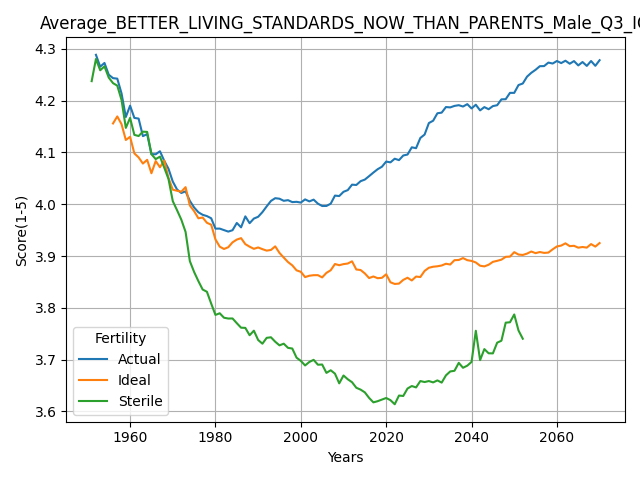 Average_BETTER_LIVING_STANDARDS_NOW_THAN_PARENTS_Male_Q3_IC
4.3
4.2
4.1
4.0
3.9
3.8
3.7
3.6
Score(1-5)
Fertility
Actual
Ideal
Sterile
1960
1980
2000
2020
2040
2060
Years